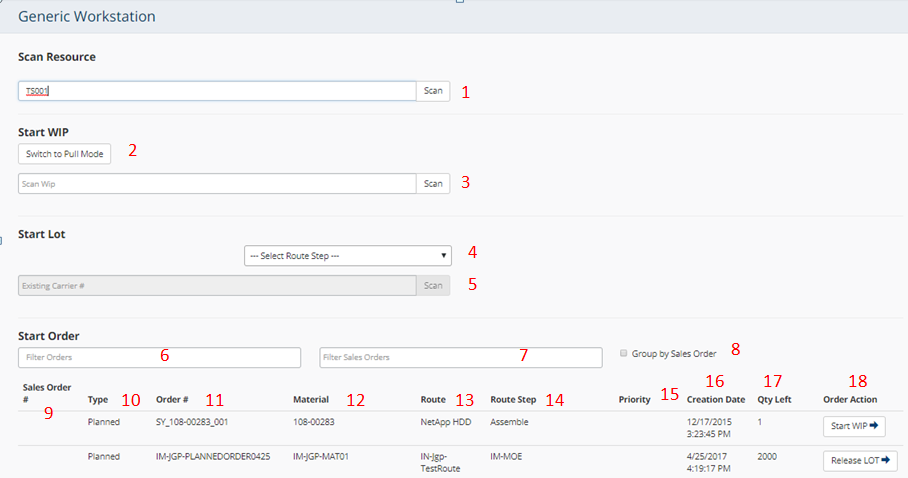 Generic Workstation
Scan Resource
TS001 Scan 1
Start WIP
Switch to Pull Mode 2
Scan Wip Scan 3
Start Lot
--- Select Route Step --- 4
Existing Carrier # Scan 5
Start Order
Filter Orders 6 Filter Sales Orders 7 Group by Sales Order 8
Sales Order # 9 Type 10 Order # 11 Material 12 Route 13 Route Step 14 Priority 15 Creation Date 16 Qty Left 17 Order Action 18
Planned SY_108-00283_001 108-00283 NetApp HDD Assemble 12/17/2015 1 Start WIP
3:23:45 PM
Planned IM-JGP-PLANNEDORDER0425 IM-JGP-MAT01 IN-Jgp- IM-MOE 4/25/2017 2000 Release LOT
TestRoute 4:19:17 PM